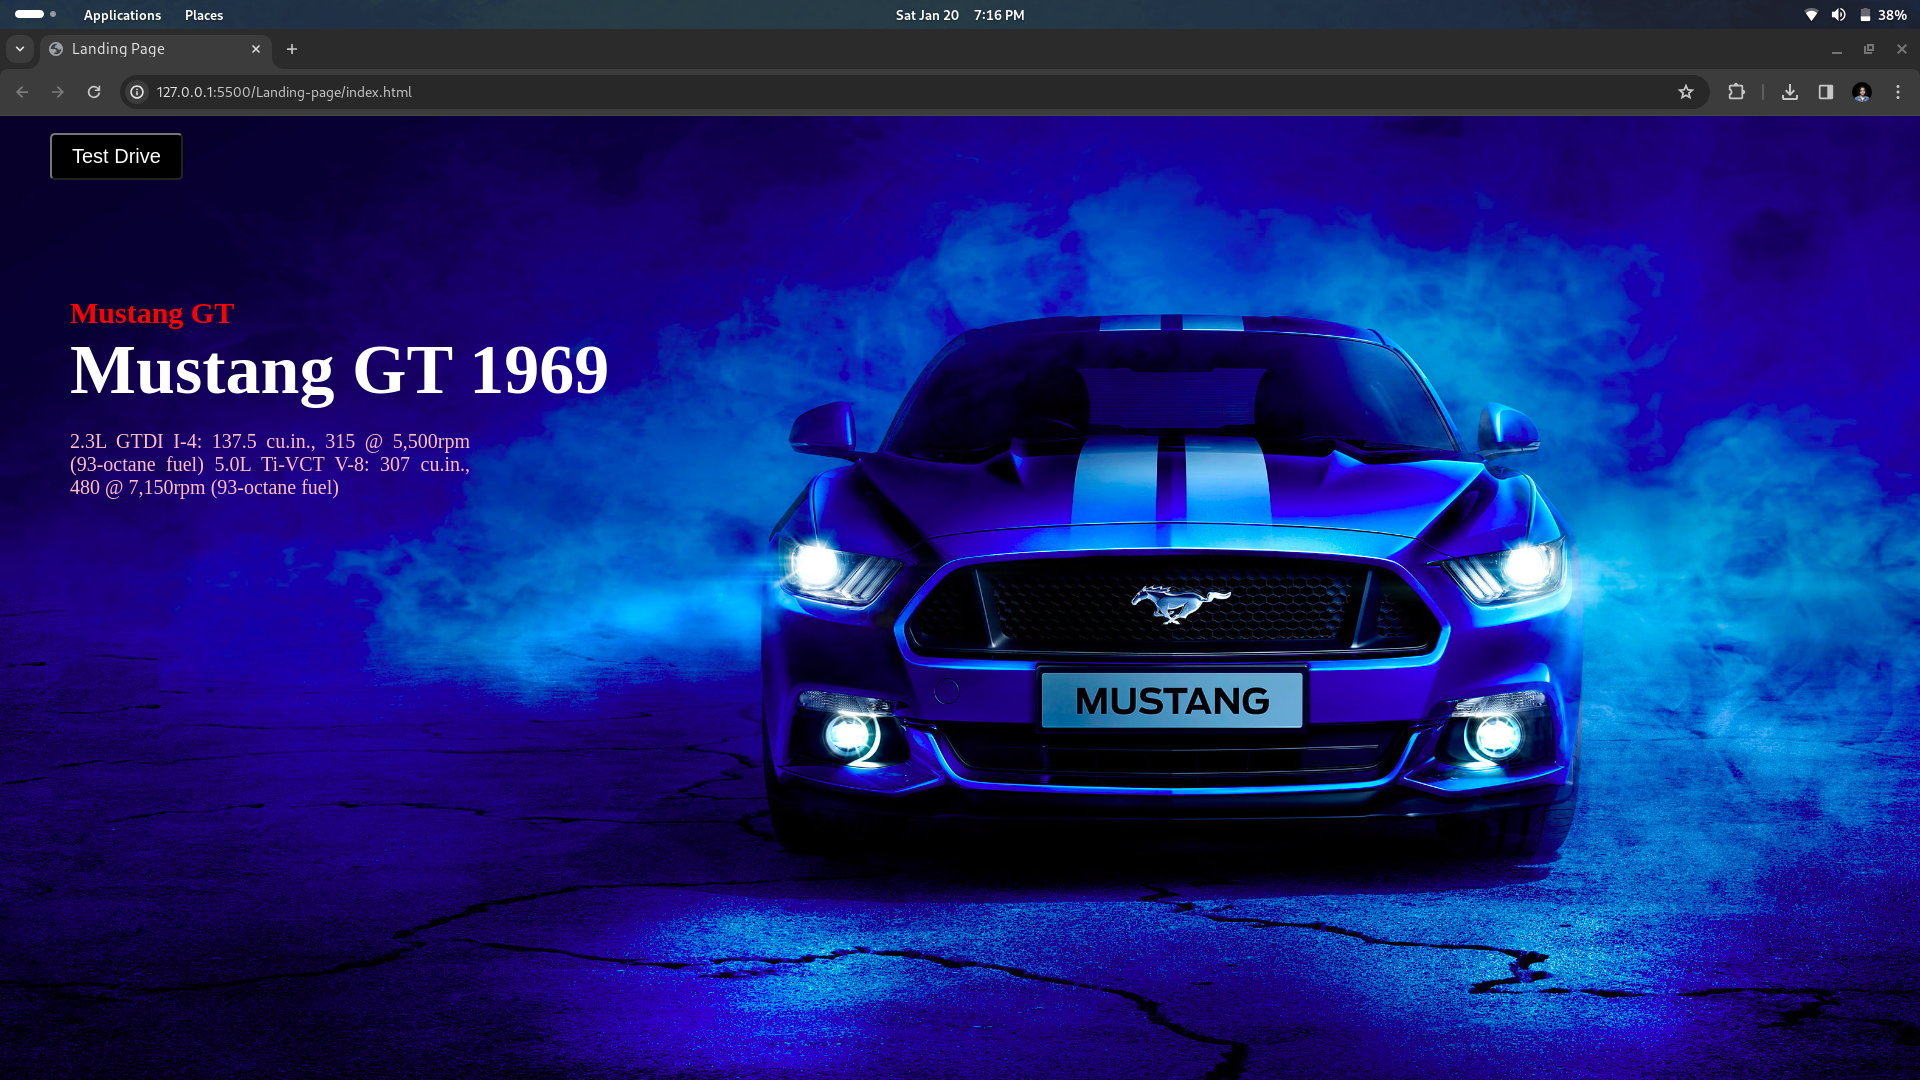 Applications Places Sat Jan 20 7:16 PM 38%
Landing Page
127.0.0.1:5500/Landing-page/index.html
Test Drive
Mustang GT
Mustang GT 1969
2.3L GTDI I-4: 137.5 cu.in., 315 @ 5,500rpm
(93-octane fuel) 5.0L Ti-VCT V-8: 307 cu.in.,
480 @ 7,150rpm (93-octane fuel)
MUSTANG